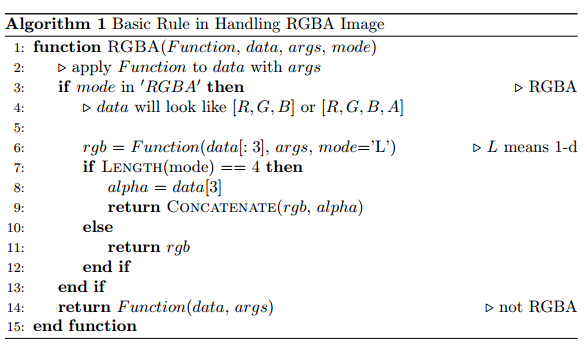 Algorithm 1 Basic Rule in Handling RGBA Image
1: function RGBA(Function, data, args, mode)
2: ▷ apply Function to data with args
3: if mode in 'RGBA' then ▷ RGBA
4: ▷ data will look like [R, G, B] or [R, G, B, A]
5:
6: rgb = Function(data[: 3], args, mode='L') ▷ L means 1-d
7: if LENGTH(mode) == 4 then
8: alpha = data[3]
9: return CONCATENATE(rgb, alpha)
10: else
11: return rgb
12: end if
13: end if
14: return Function(data, args) ▷ not RGBA
15: end function